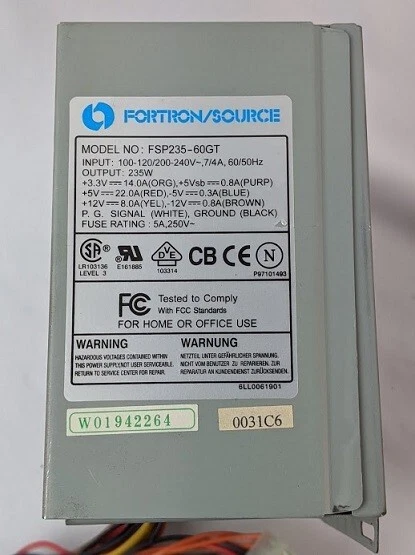 FORTRON/SOURCE
MODEL NO: FSP235-60GT
INPUT: 100-120/200-240V~,7/4A, 60/50Hz
OUTPUT: 235W
+3.3V⎓14.0A(ORG),+5Vsb⎓0.8A(PURP)
+5V⎓22.0A(RED),-5V⎓0.3A(BLUE)
+12V⎓8.0A(YEL),-12V⎓0.8A(BROWN)
P. G. SIGNAL (WHITE), GROUND (BLACK)
FUSE RATING : 5A,250V~
SA
LR103136
LEVEL 3
RU
E161885
VDE
103314
CB CE
N
P97101493
FC Tested to Comply
With FCC Standards
FOR HOME OR OFFICE USE
WARNING
HAZARDOUS VOLTAGES CONTAINED WITHIN
THIS POWER SUPPLY,NOT USER SERVICEABLE.
RETURN TO SERVICE CENTER FOR REPAIR.
WARNUNG
NETZTEIL UNTER GEFÄHRLICHER SPANNUNG.
NICHT VOM BENUTZER ZU REPARIEREN. ZUR
REPARATUR AN KUNDENDIENST ZURÜCKSENDEN.
6LL0061901
W01942264
0031C6